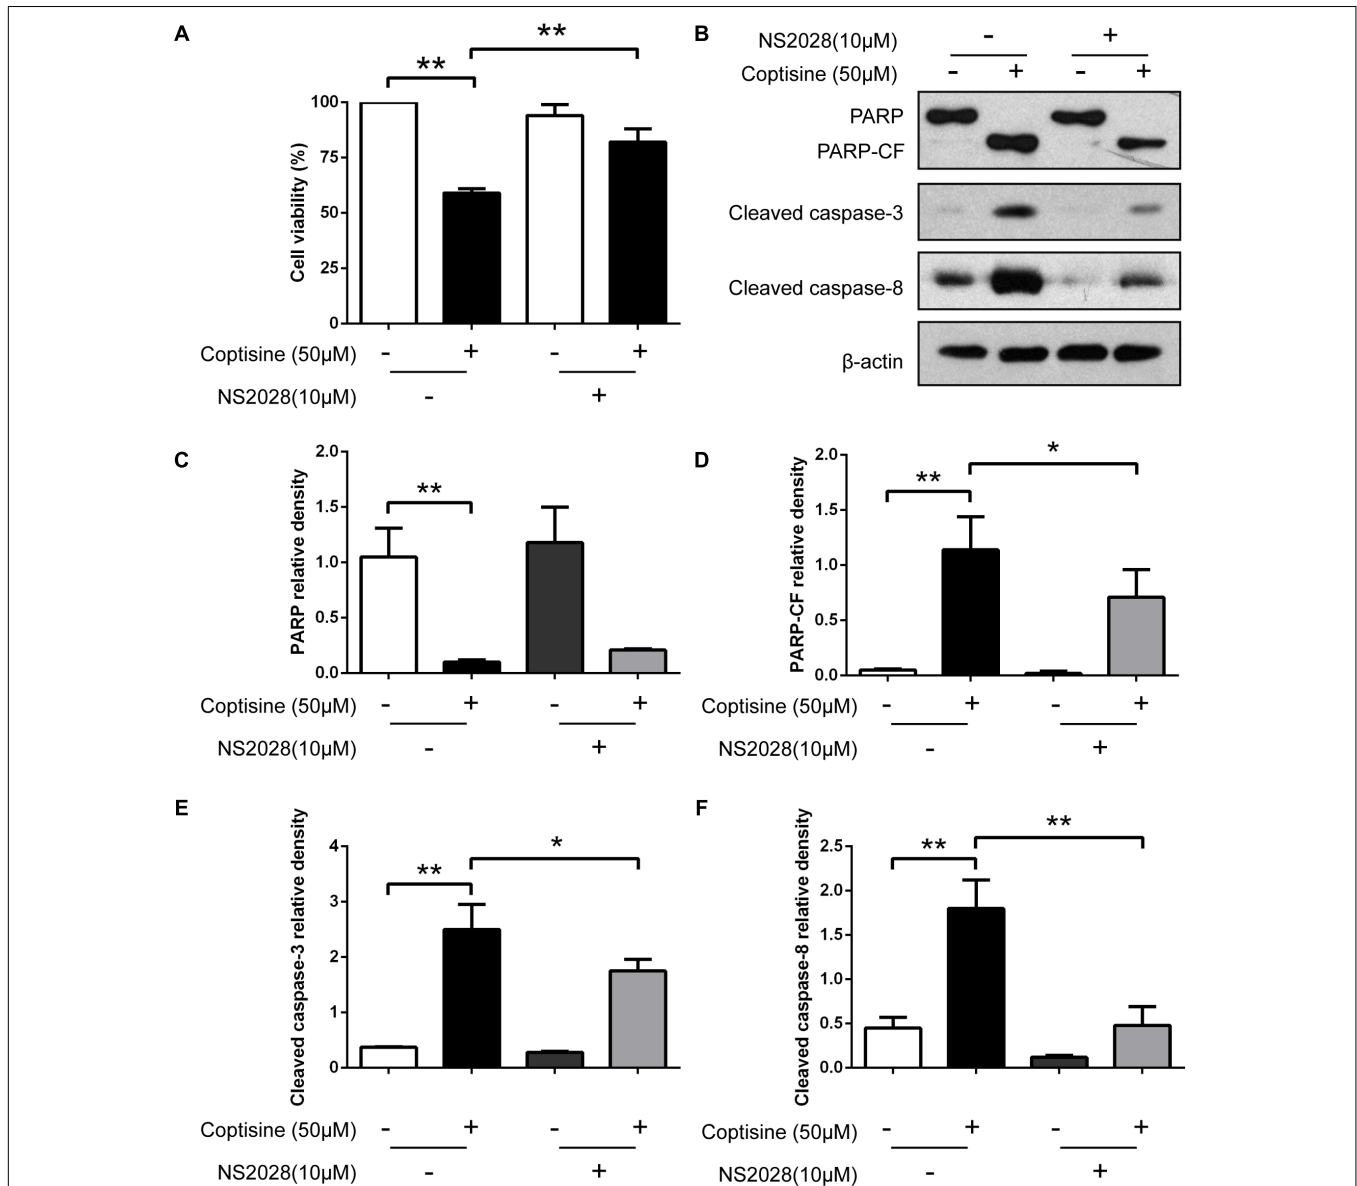 A
**
**
100
75
50
25
0
Cell viability (%)
Coptisine (50μM) - + - +
NS2028(10μM) - +
B
NS2028(10μM) - +
Coptisine (50μM) - + - +
PARP
PARP-CF
Cleaved caspase-3
Cleaved caspase-8
β-actin
C
**
2.0
1.5
1.0
0.5
0.0
PARP relative density
Coptisine (50μM) - + - +
NS2028(10μM) - +
D
*
**
2.0
1.5
1.0
0.5
0.0
PARP-CF relative density
Coptisine (50μM) - + - +
NS2028(10μM) - +
E
*
**
4
3
2
1
0
Cleaved caspase-3 relative density
Coptisine (50μM) - + - +
NS2028(10μM) - +
F
**
**
2.5
2.0
1.5
1.0
0.5
0.0
Cleaved caspase-8 relative density
Coptisine (50μM) - + - +
NS2028(10μM) - +